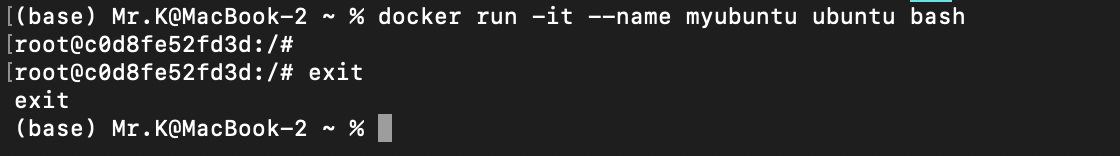 [(base) Mr.K@MacBook-2 ~ % docker run -it --name myubuntu ubuntu bash
[root@c0d8fe52fd3d:/#
[root@c0d8fe52fd3d:/# exit
exit
(base) Mr.K@MacBook-2 ~ %